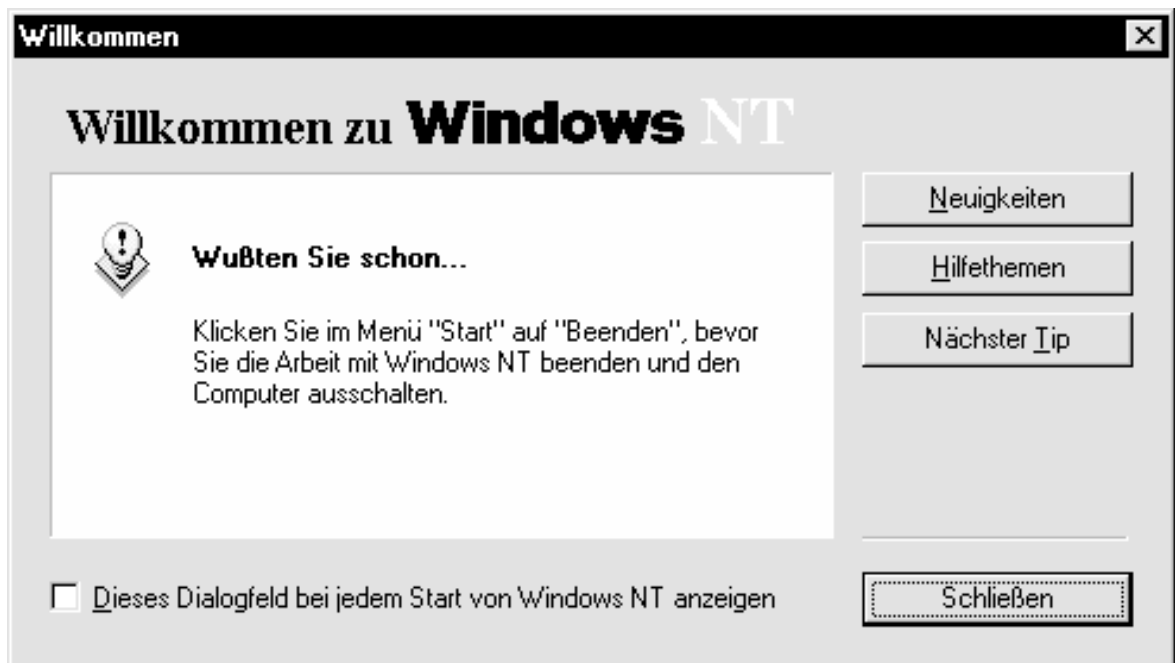 Willkommen
Willkommen zu Windows NT
Neuigkeiten
Wußten Sie schon...
Hilfethemen
Klicken Sie im Menü "Start" auf "Beenden", bevor
Sie die Arbeit mit Windows NT beenden und den
Computer ausschalten.
Nächster Tip
Dieses Dialogfeld bei jedem Start von Windows NT anzeigen
Schließen